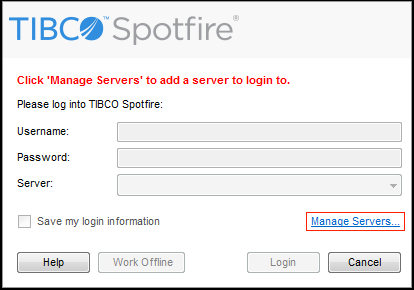 TIBCO™ Spotfire®
Click 'Manage Servers' to add a server to login to.
Please log into TIBCO Spotfire:
Username:
Password:
Server:
Save my login information
Manage Servers...
Help
Work Offline
Login
Cancel